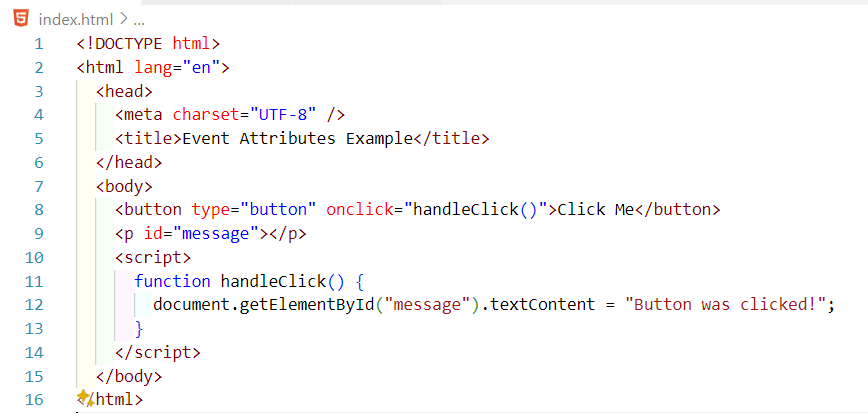 index.html > ...
1 <!DOCTYPE html>
2 <html lang="en">
3 <head>
4 <meta charset="UTF-8" />
5 <title>Event Attributes Example</title>
6 </head>
7 <body>
8 <button type="button" onclick="handleClick()">Click Me</button>
9 <p id="message"></p>
10 <script>
11 function handleClick() {
12 document.getElementById("message").textContent = "Button was clicked!";
13 }
14 </script>
15 </body>
16 </html>